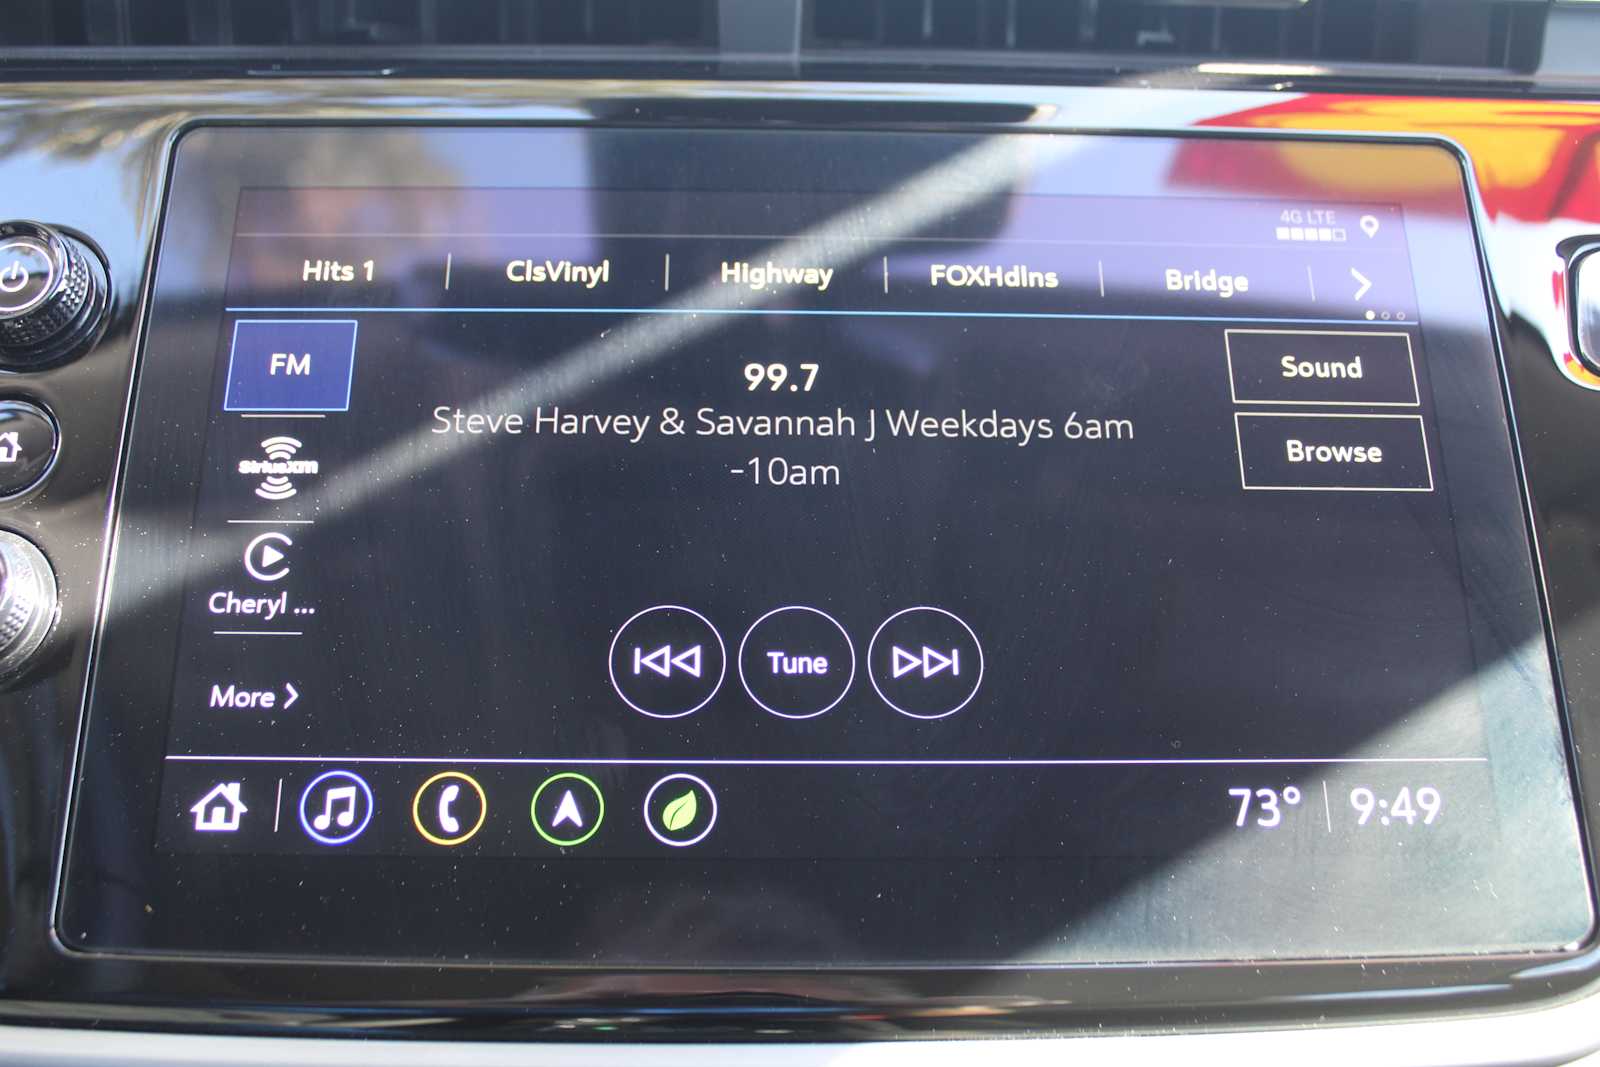 4G LTE
Hits 1
ClsVinyl
Highway
FOXHdlns
Bridge
FM
99.7
Sound
Steve Harvey & Savannah J Weekdays 6am
-10am
Browse
SiriusXM
Cheryl ...
Tune
More
73° 9:49